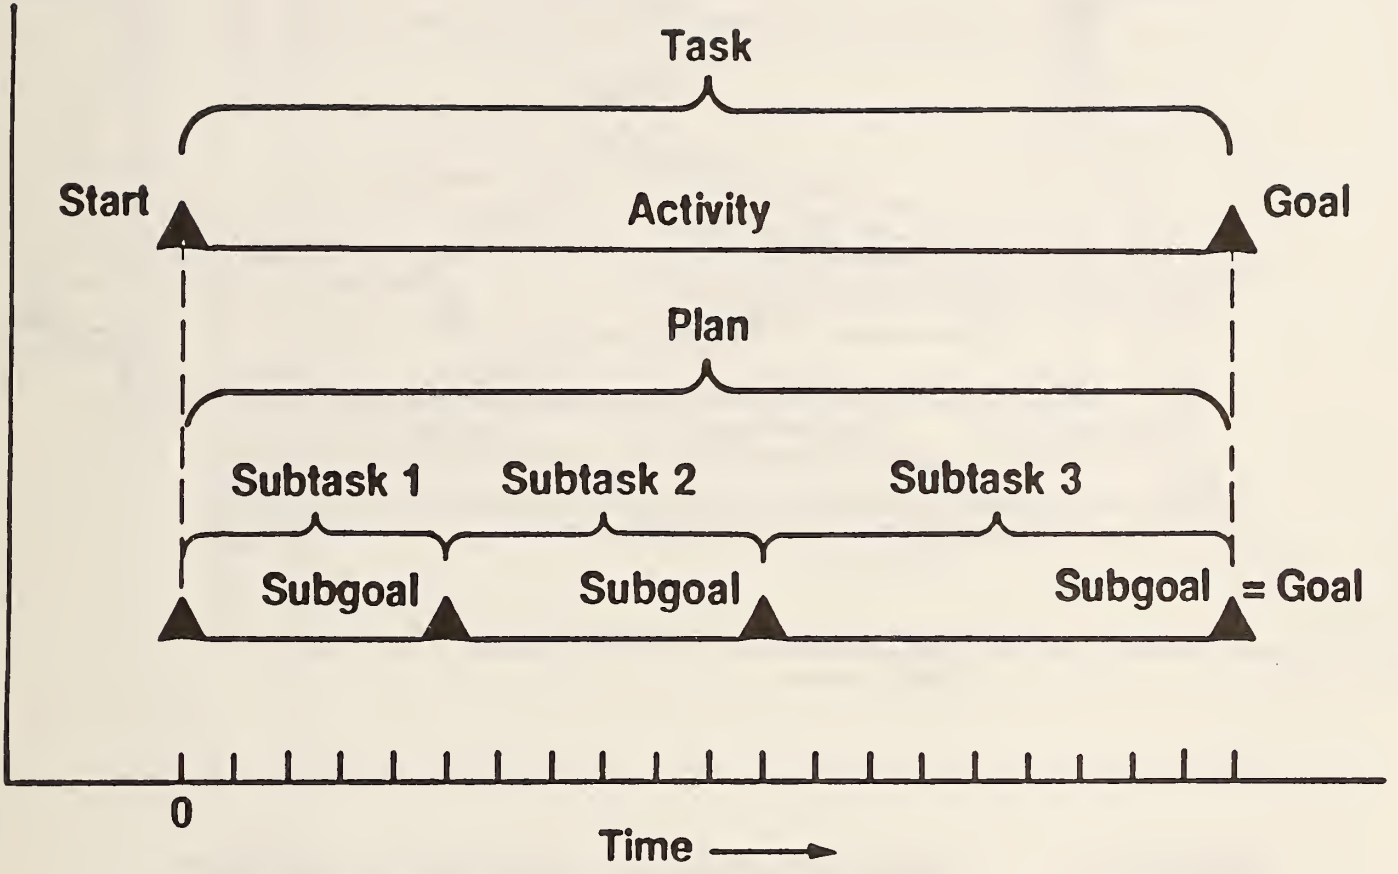 Task
Start Activity Goal
Plan
Subtask 1 Subtask 2 Subtask 3
Subgoal Subgoal Subgoal = Goal
0
Time